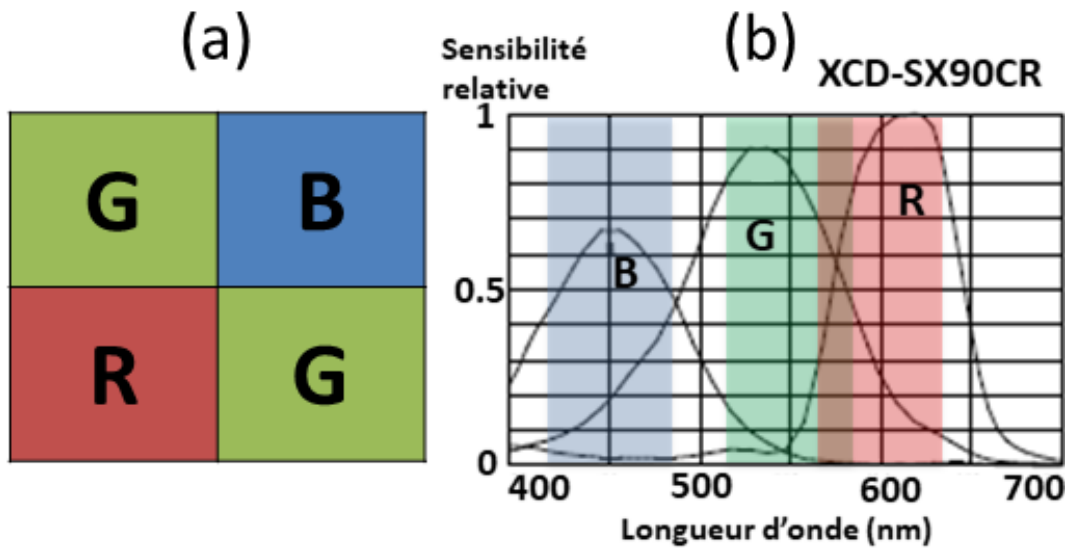 (a)
G B
R G
(b)
Sensibilité
relative
XCD-SX90CR
1
0.5
0
B
G
R
400 500 600 700
Longueur d'onde (nm)